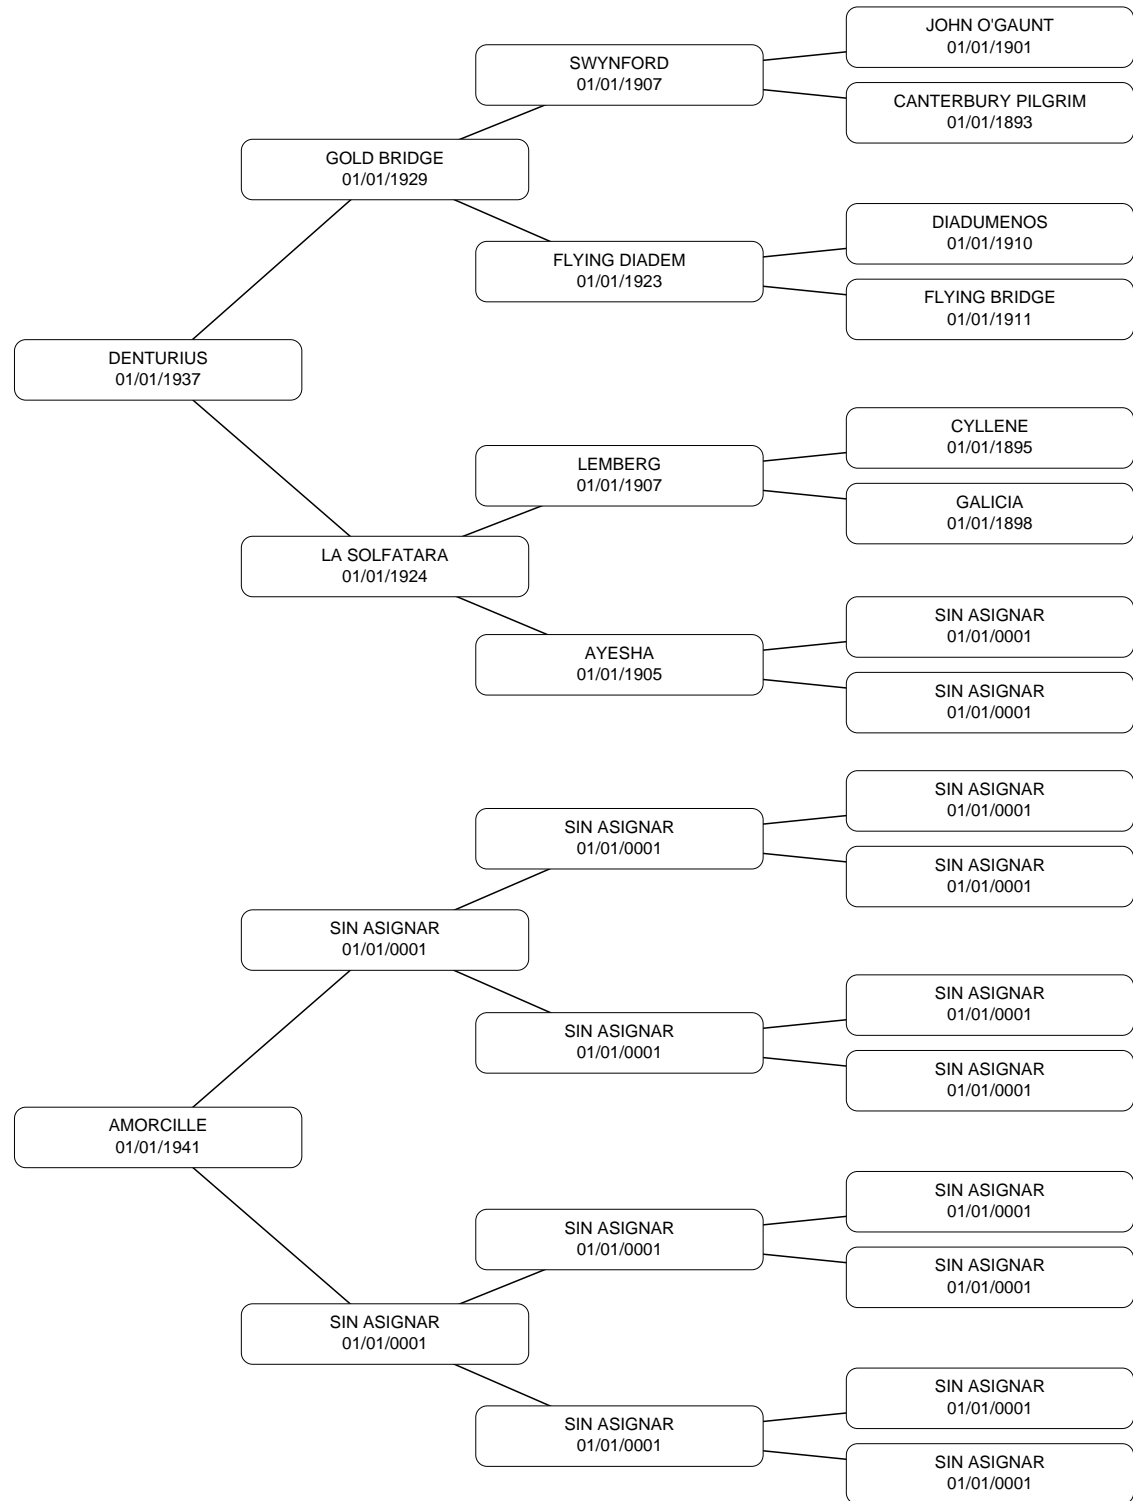 JOHN O'GAUNT
01/01/1901
SWYNFORD
01/01/1907
CANTERBURY PILGRIM
01/01/1893
GOLD BRIDGE
01/01/1929
DIADUMENOS
01/01/1910
FLYING DIADEM
01/01/1923
FLYING BRIDGE
01/01/1911
DENTURIUS
01/01/1937
CYLLENE
01/01/1895
LEMBERG
01/01/1907
GALICIA
01/01/1898
LA SOLFATARA
01/01/1924
SIN ASIGNAR
01/01/0001
AYESHA
01/01/1905
SIN ASIGNAR
01/01/0001
SIN ASIGNAR
01/01/0001
SIN ASIGNAR
01/01/0001
SIN ASIGNAR
01/01/0001
SIN ASIGNAR
01/01/0001
SIN ASIGNAR
01/01/0001
SIN ASIGNAR
01/01/0001
SIN ASIGNAR
01/01/0001
AMORCILLE
01/01/1941
SIN ASIGNAR
01/01/0001
SIN ASIGNAR
01/01/0001
SIN ASIGNAR
01/01/0001
SIN ASIGNAR
01/01/0001
SIN ASIGNAR
01/01/0001
SIN ASIGNAR
01/01/0001
SIN ASIGNAR
01/01/0001